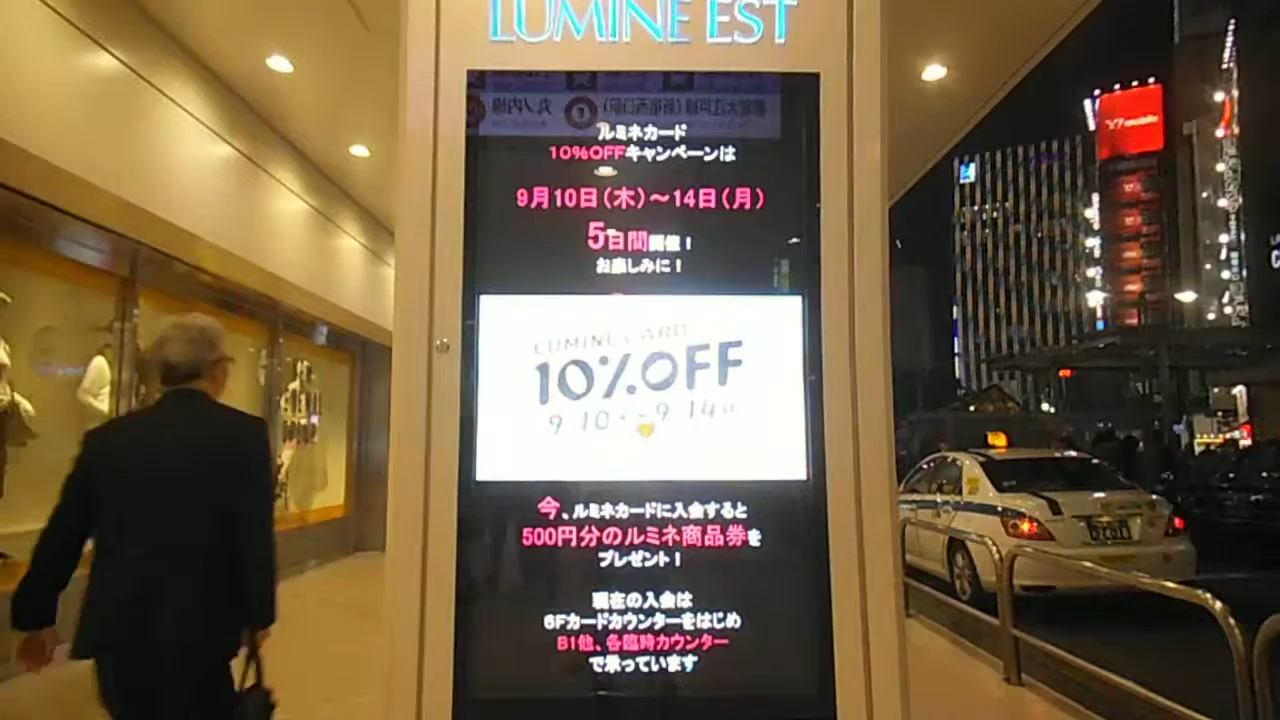 LUMINE EST
ルミネカード
10%OFFキャンペーンは
9月10日(木)~14日(月)
5日間開催!
お楽しみに!
LUMINE CARD
10%OFF
9 10 - 9 14
今、ルミネカードに入会すると
500円分のルミネ商品券を
プレゼント!
現在の入会は
6Fカードカウンターをはじめ
B1他、各臨時カウンター
で承っています
Y! mobile